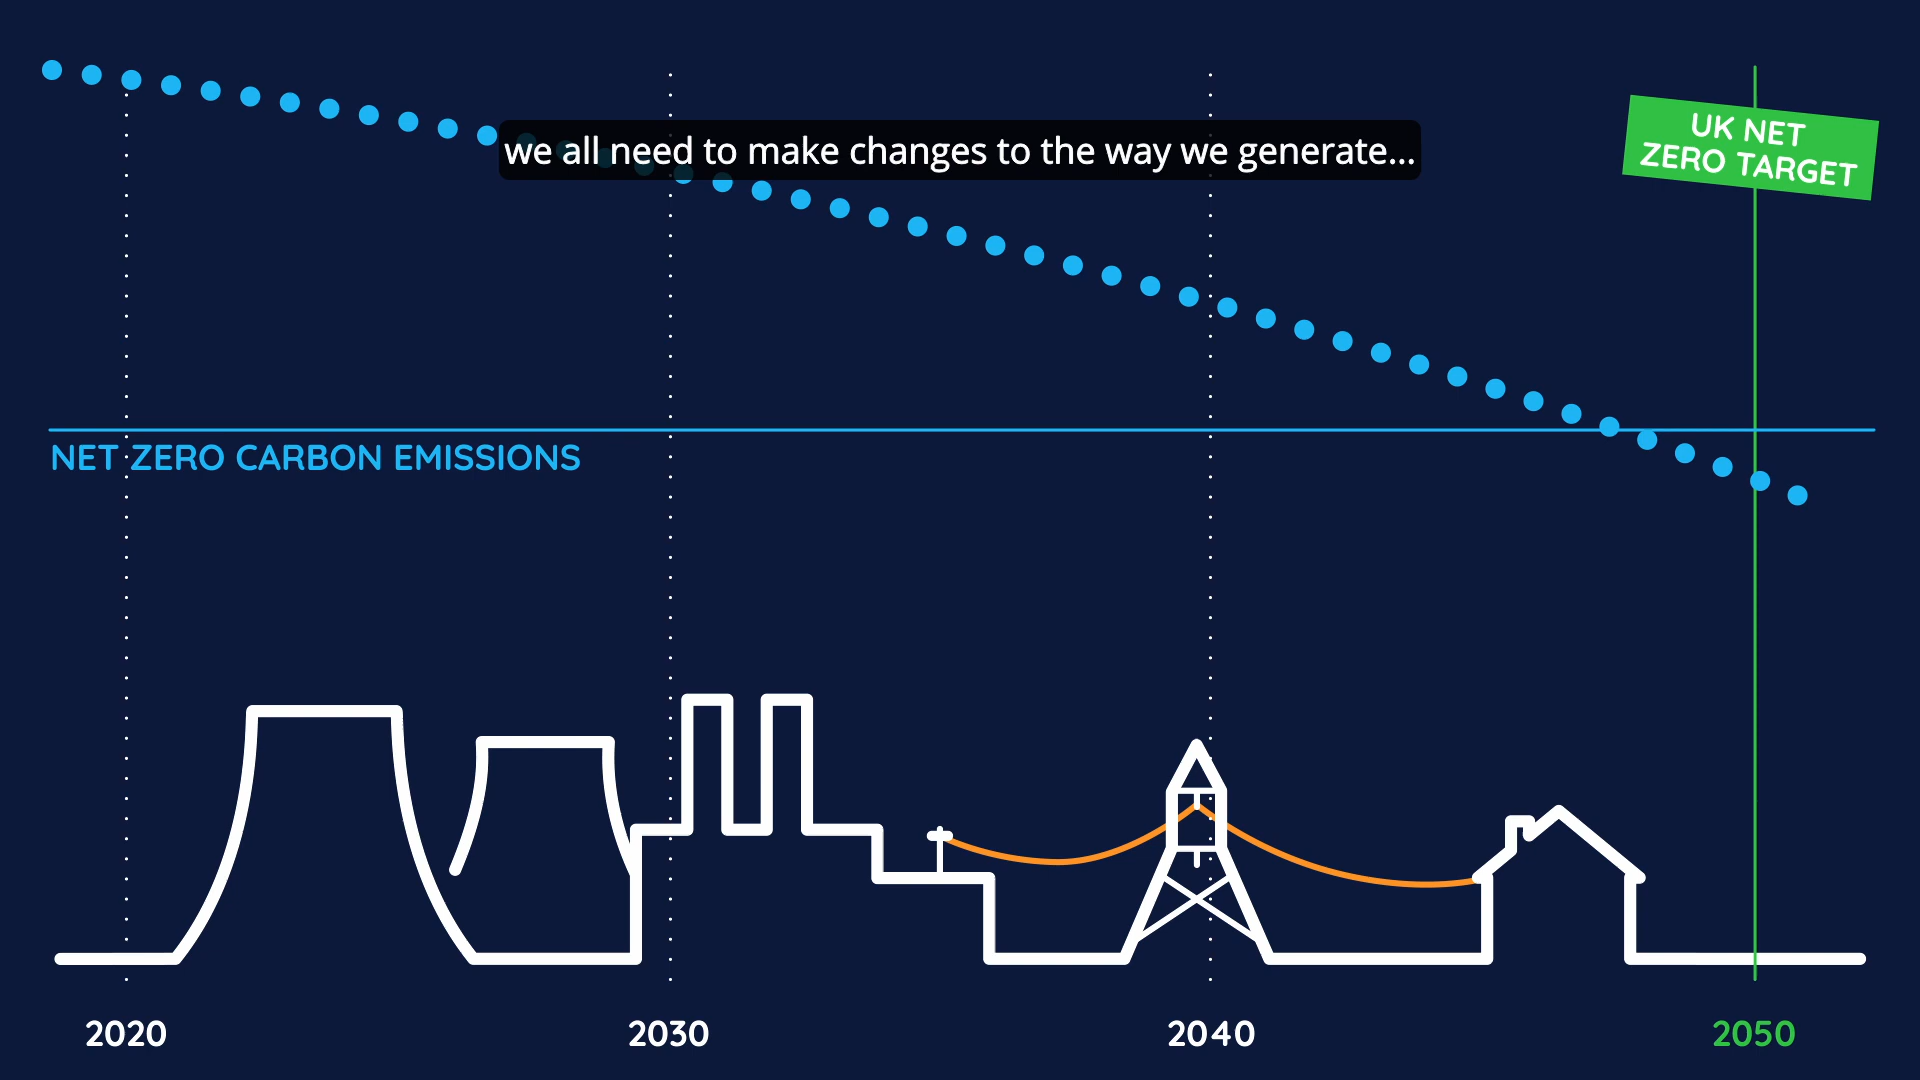 we all need to make changes to the way we generate...
UK NET
ZERO TARGET
NET ZERO CARBON EMISSIONS
2020
2030
2040
2050